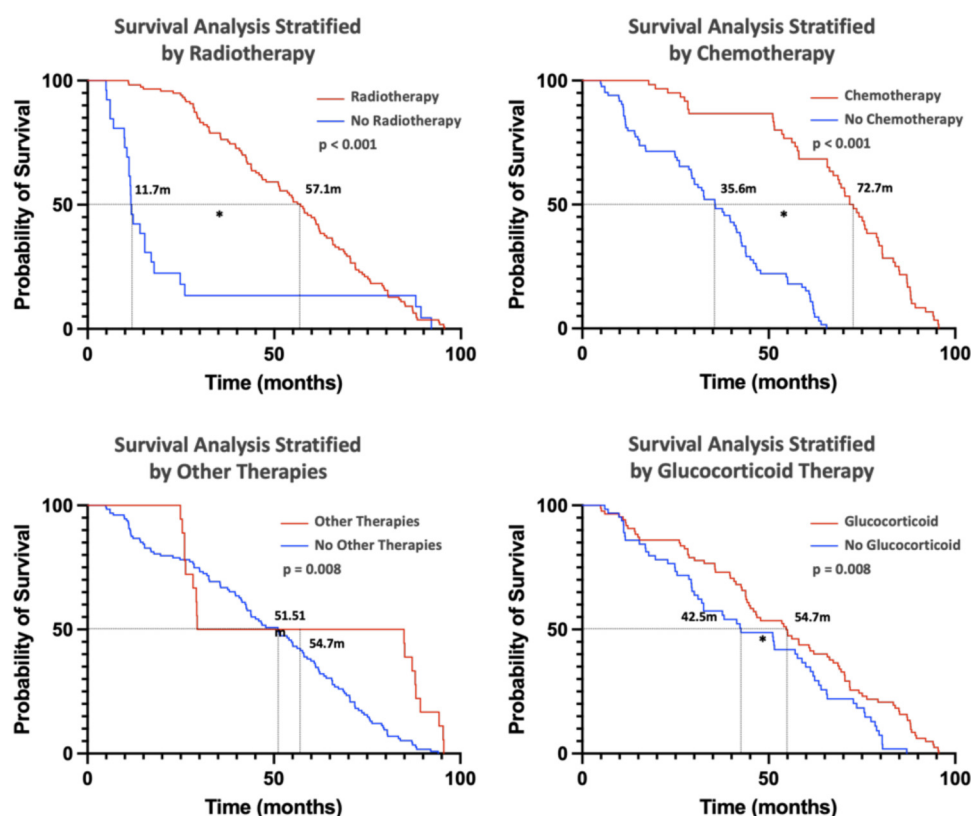 Survival Analysis Stratified
by Radiotherapy
Probability of Survival
100
50
0
Radiotherapy
No Radiotherapy
p < 0.001
11.7m
57.1m
*
0
50
100
Time (months)
Survival Analysis Stratified
by Chemotherapy
Probability of Survival
100
50
0
Chemotherapy
No Chemotherapy
p < 0.001
35.6m
72.7m
*
0
50
100
Time (months)
Survival Analysis Stratified
by Other Therapies
Probability of Survival
100
50
0
Other Therapies
No Other Therapies
p = 0.008
51.51
m
54.7m
0
50
100
Time (months)
Survival Analysis Stratified
by Glucocorticoid Therapy
Probability of Survival
100
50
0
Glucocorticoid
No Glucocorticoid
p = 0.008
42.5m
54.7m
*
0
50
100
Time (months)